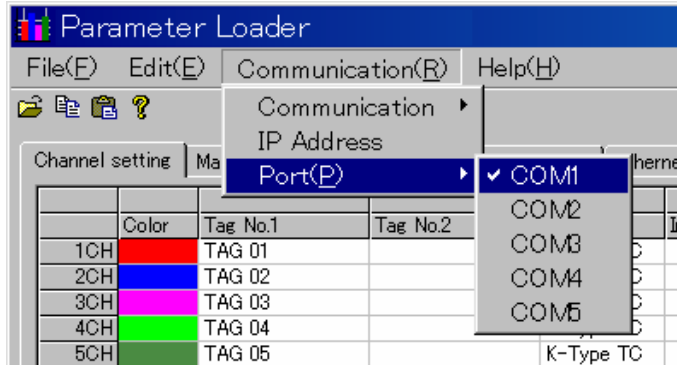 Parameter Loader
File(F) Edit(E) Communication(R) Help(H)
Communication
IP Address
Port(P)
COM1
COM2
COM3
COM4
COM5
Channel setting
Color Tag No.1 Tag No.2
1CH TAG 01
2CH TAG 02
3CH TAG 03
4CH TAG 04
5CH TAG 05 K-Type TC